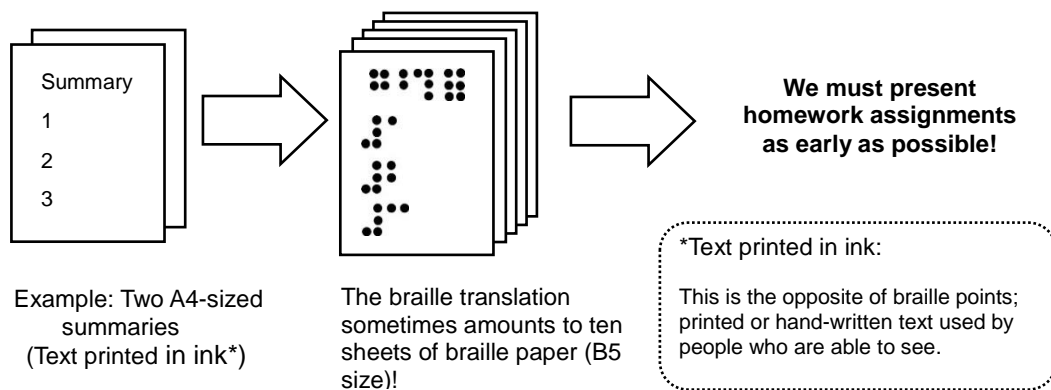 Summary
1
2
3
We must present
homework assignments
as early as possible!
Example: Two A4-sized
summaries
(Text printed in ink*)
The braille translation
sometimes amounts to ten
sheets of braille paper (B5
size)!
*Text printed in ink:
This is the opposite of braille points;
printed or hand-written text used by
people who are able to see.